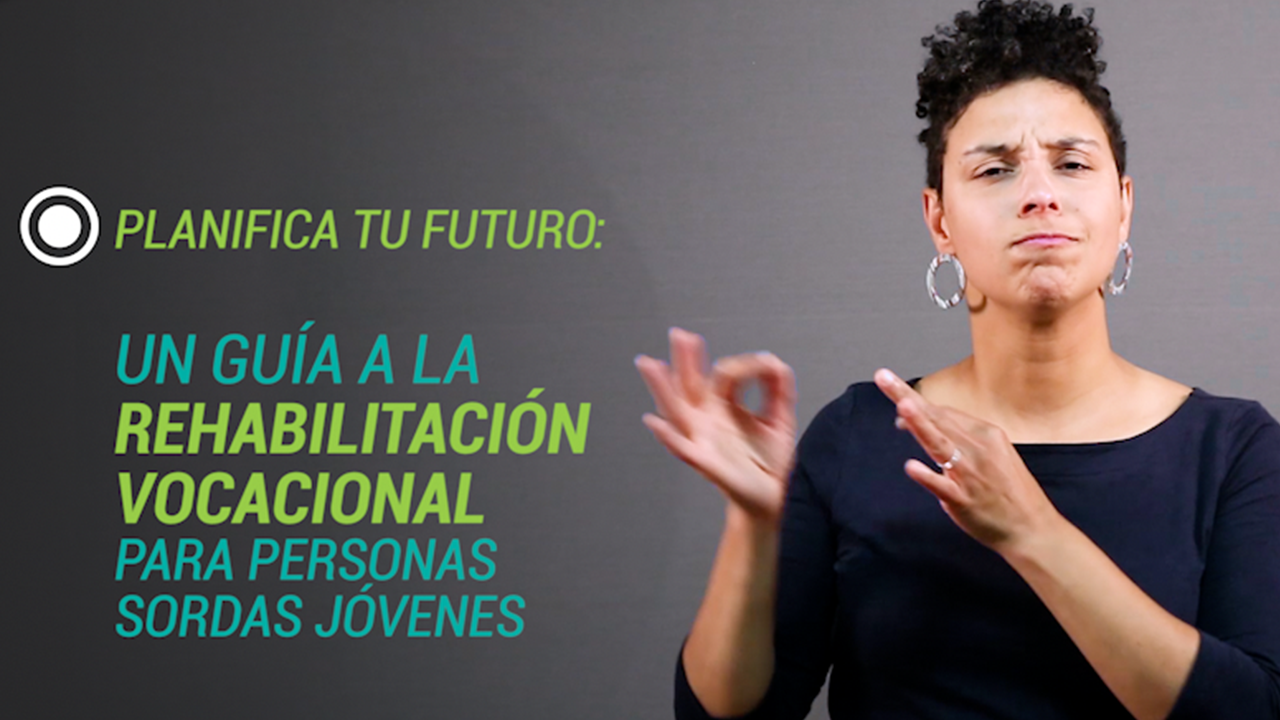 PLANIFICA TU FUTURO:
UN GUÍA A LA
REHABILITACIÓN
VOCACIONAL
PARA PERSONAS
SORDAS JÓVENES